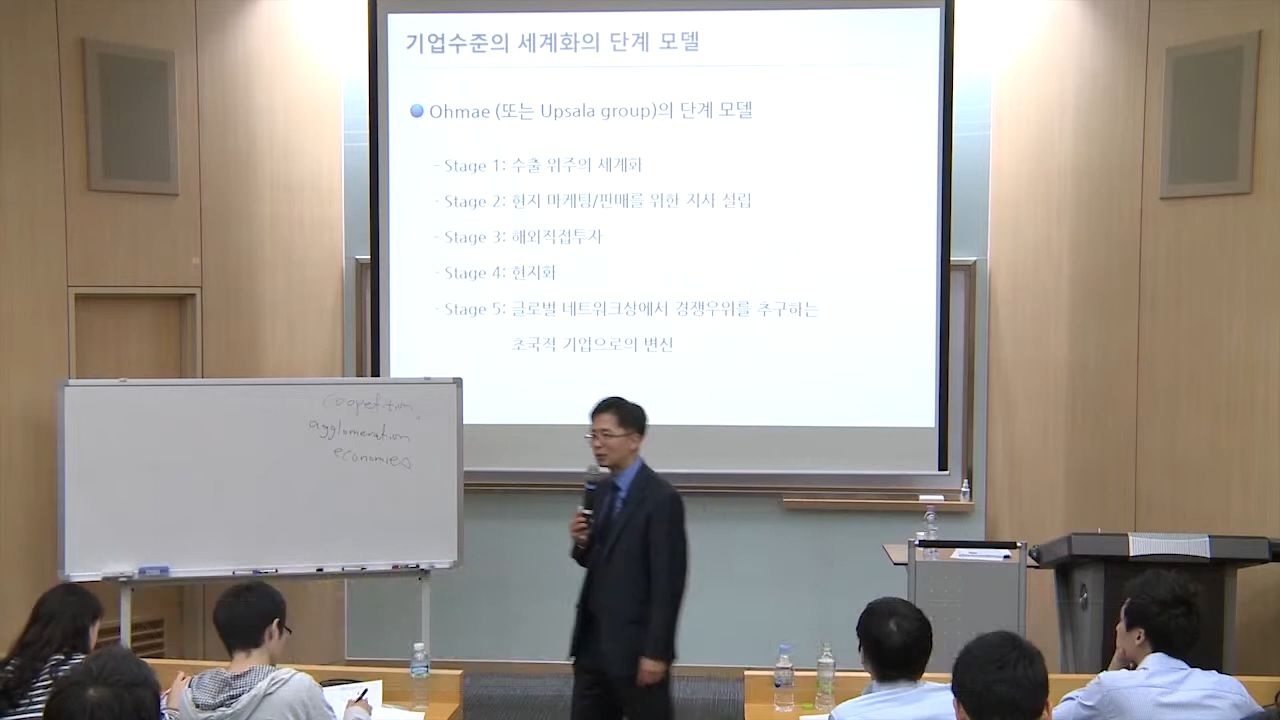 기업수준의 세계화의 단계 모델
Ohmae (또는 Upsala group)의 단계 모델
- Stage 1: 수출 위주의 세계화
- Stage 2: 현지 마케팅/판매를 위한 지사 설립
- Stage 3: 해외직접투자
- Stage 4: 현지화
- Stage 5: 글로벌 네트워크상에서 경쟁우위를 추구하는
초국적 기업으로의 변신
coopetition
agglomeration
economies